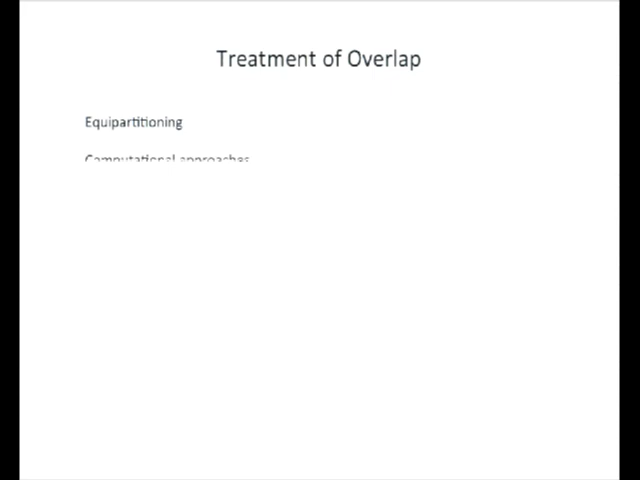 Treatment of Overlap
Equipartitioning
Computational approaches